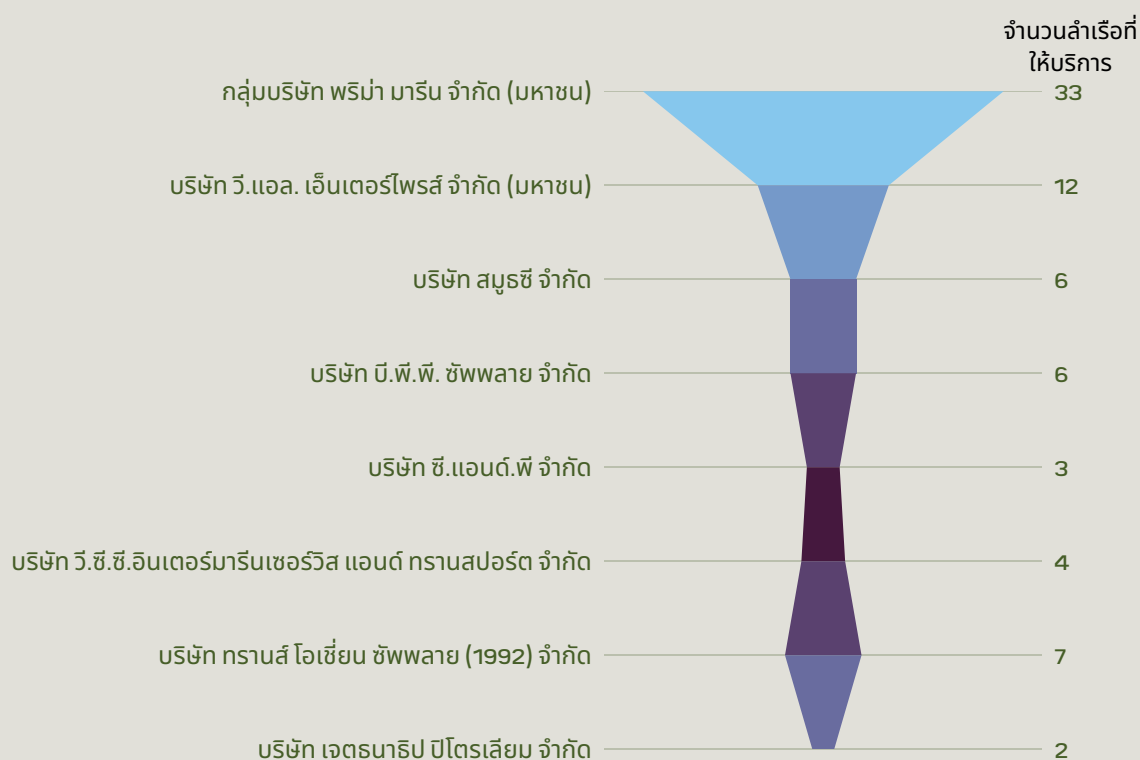 จำนวนลำเรือที่
ให้บริการ
กลุ่มบริษัท พริม่า มารีน จำกัด (มหาชน) 33
บริษัท วี.แอล. เอ็นเตอร์ไพรส์ จำกัด (มหาชน) 12
บริษัท สมูธซี จำกัด 6
บริษัท บี.พี.พี. ซัพพลาย จำกัด 6
บริษัท ซี.แอนด์.พี จำกัด 3
บริษัท วี.ซี.ซี.อินเตอร์มารีนเซอร์วิส แอนด์ ทรานสปอร์ต จำกัด 4
บริษัท ทรานส์ โอเชี่ยน ซัพพลาย (1992) จำกัด 7
บริษัท เจตธนาธิป ปิโตรเลียม จำกัด 2